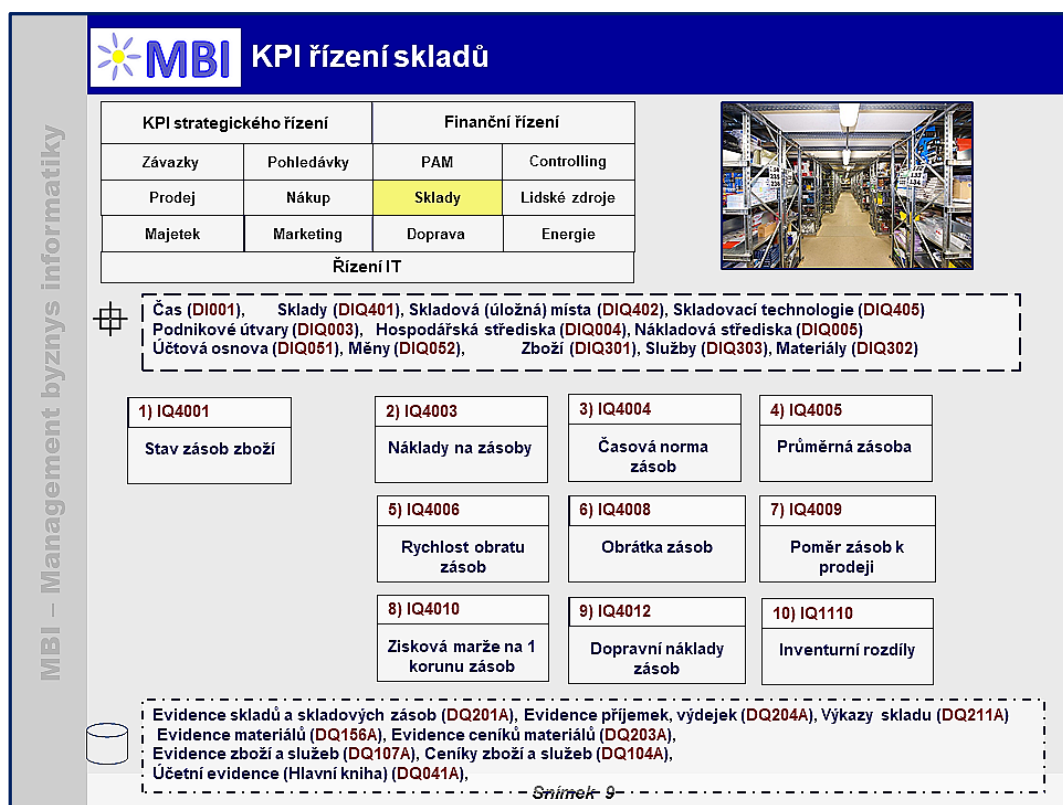 MBI KPI řízení skladů
MBI – Management byznys informatiky
KPI strategického řízení Finanční řízení
Závazky Pohledávky PAM Controlling
Prodej Nákup Sklady Lidské zdroje
Majetek Marketing Doprava Energie
Řízení IT
Čas (DI001), Sklady (DIQ401), Skladová (úložná) místa (DIQ402), Skladovací technologie (DIQ405)
Podnikové útvary (DIQ003), Hospodářská střediska (DIQ004), Nákladová střediska (DIQ005)
Účtová osnova (DIQ051), Měny (DIQ052), Zboží (DIQ301), Služby (DIQ303), Materiály (DIQ302)
1) IQ4001
Stav zásob zboží
2) IQ4003
Náklady na zásoby
3) IQ4004
Časová norma
zásob
4) IQ4005
Průměrná zásoba
5) IQ4006
Rychlost obratu
zásob
6) IQ4008
Obrátka zásob
7) IQ4009
Poměr zásob k
prodeji
8) IQ4010
Zisková marže na 1
korunu zásob
9) IQ4012
Dopravní náklady
zásob
10) IQ1110
Inventurní rozdíly
Evidence skladů a skladových zásob (DQ201A), Evidence příjemek, výdejek (DQ204A), Výkazy skladu (DQ211A)
Evidence materiálů (DQ156A), Evidence ceníků materiálů (DQ203A),
Evidence zboží a služeb (DQ107A), Ceníky zboží a služeb (DQ104A),
Účetní evidence (Hlavní kniha) (DQ041A),
Snímek 9